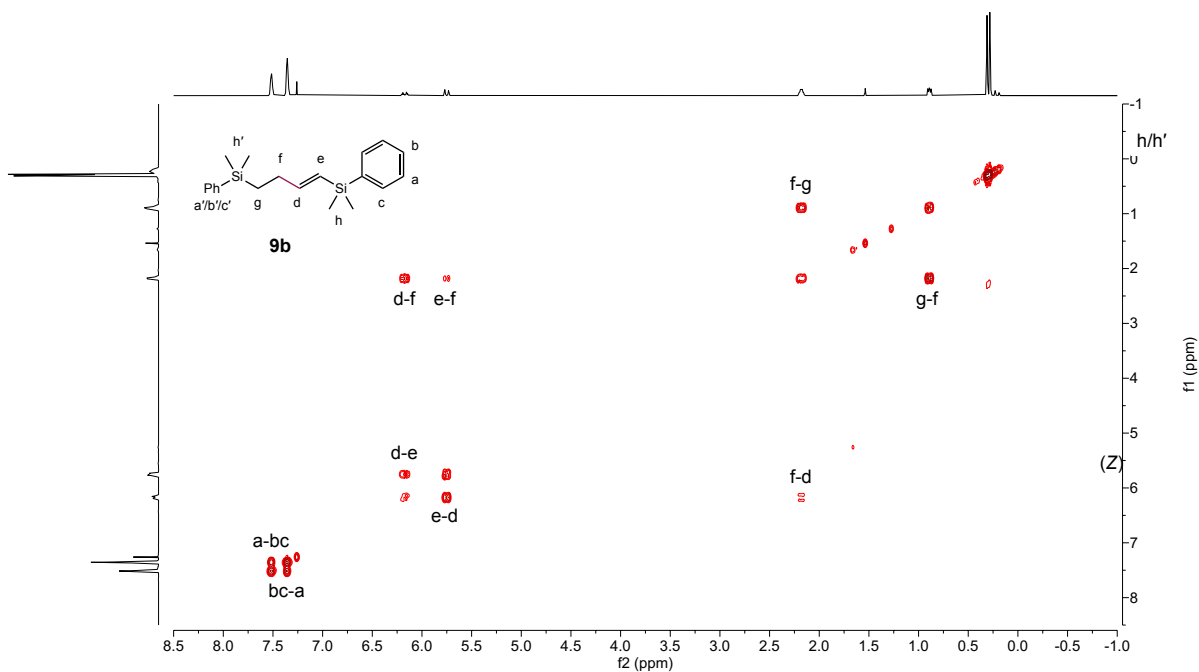 h/h′
-1
0
1
2
3
4
5
6
7
8
f1 (ppm)
h′
Si
Ph
a′/b′/c′
g
f
d
e
Si
h
b
a
c
9b
f-g
d-f
e-f
g-f
d-e
e-d
f-d
(Z)
a-bc
bc-a
8.5 8.0 7.5 7.0 6.5 6.0 5.5 5.0 4.5 4.0 3.5 3.0 2.5 2.0 1.5 1.0 0.5 0.0 -0.5 -1.0
f2 (ppm)